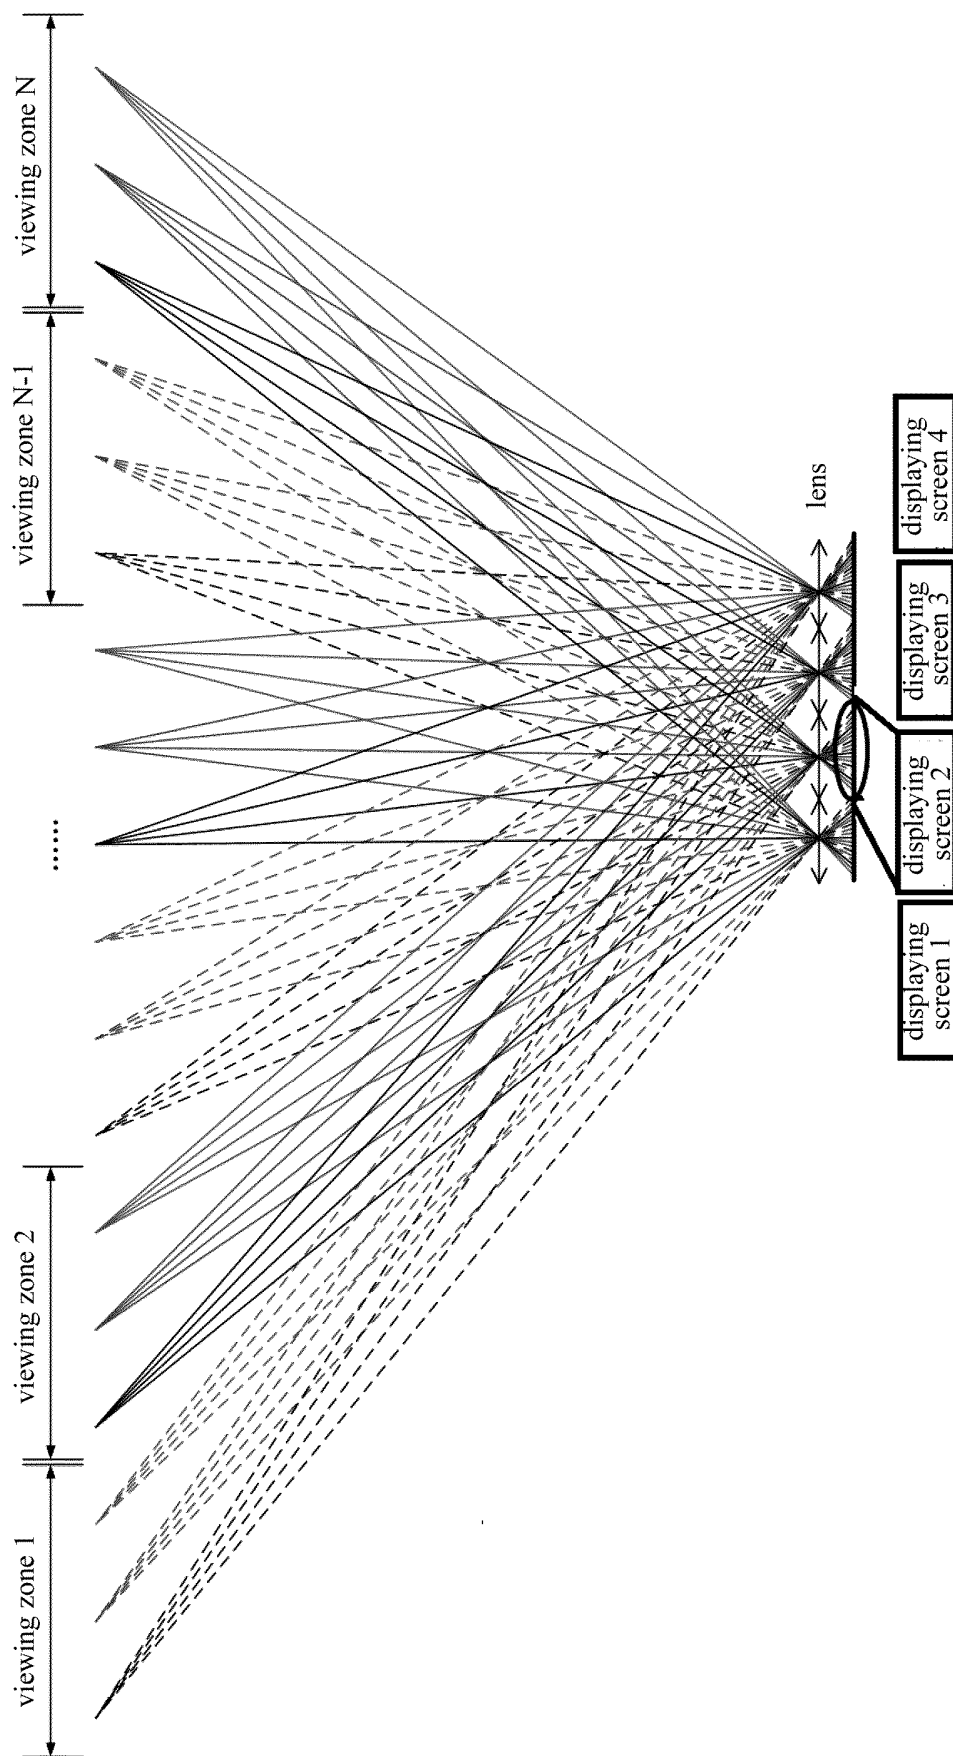 viewing zone 1
viewing zone 2
......
viewing zone N-1
viewing zone N
lens
displaying
screen 1
displaying
screen 2
displaying
screen 3
displaying
screen 4